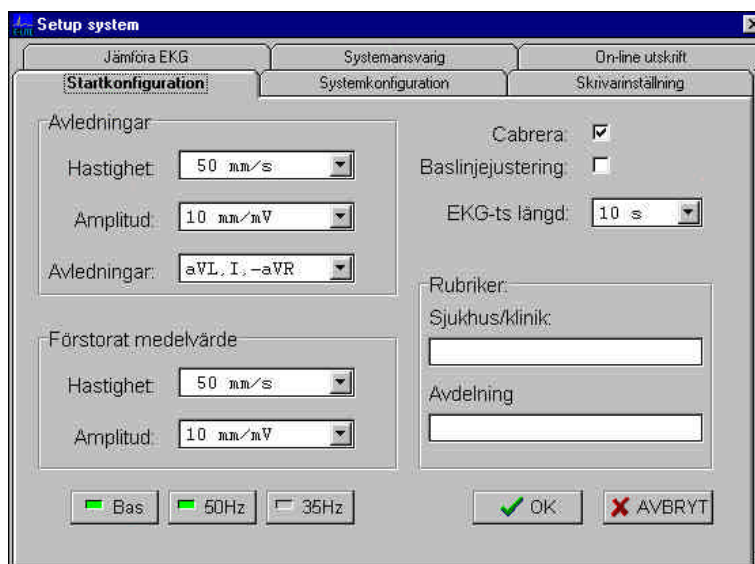 Setup system
Jämföra EKG
Systemansvarig
On-line utskrift
Startkonfiguration
Systemkonfiguration
Skrivarinställning
Avledningar
Hastighet:
50 mm/s
Amplitud:
10 mm/mV
Avledningar:
aVL,I,-aVR
Cabrera:
Baslinjejustering:
EKG-ts längd:
10 s
Förstorat medelvärde
Hastighet:
50 mm/s
Amplitud:
10 mm/mV
Rubriker:
Sjukhus/klinik:
Avdelning
Bas
50Hz
35Hz
OK
AVBRYT